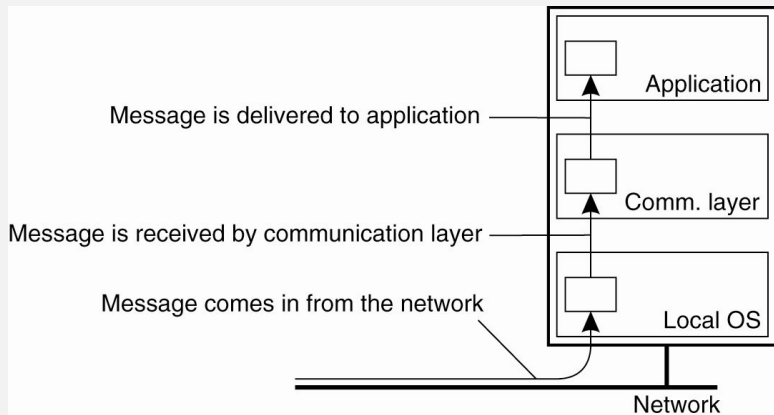 Application
Message is delivered to application
Comm. layer
Message is received by communication layer
Message comes in from the network
Local OS
Network